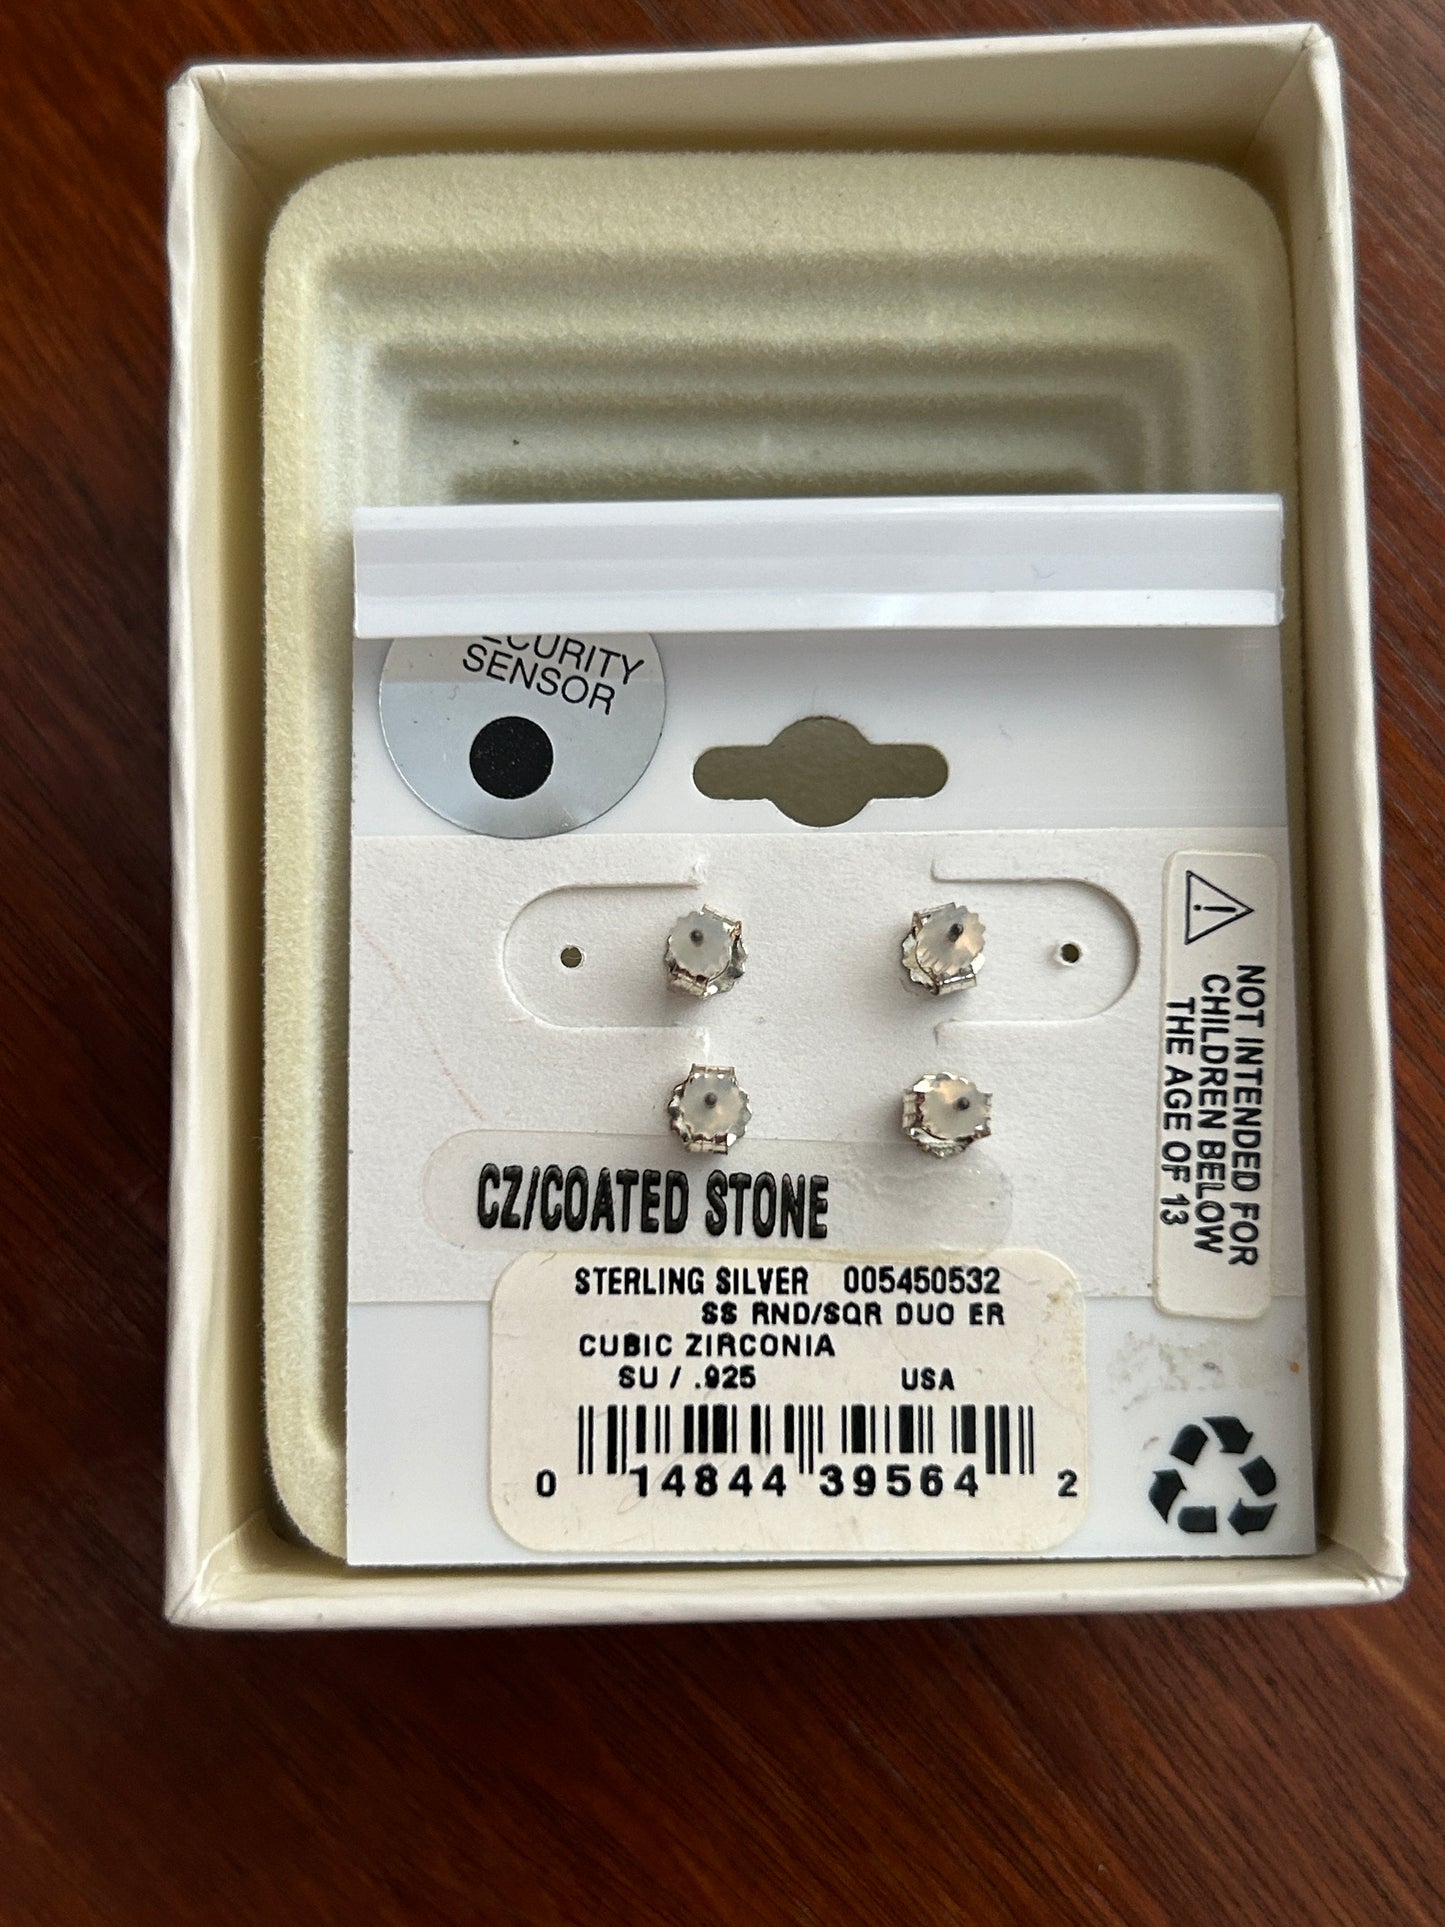 SECURITY
SENSOR
NOT INTENDED FOR
CHILDREN BELOW
THE AGE OF 13
CZ/COATED STONE
STERLING SILVER 005450532
SS RND/SQR DUO ER
CUBIC ZIRCONIA
SU / .925 USA
0 14844 39564 2